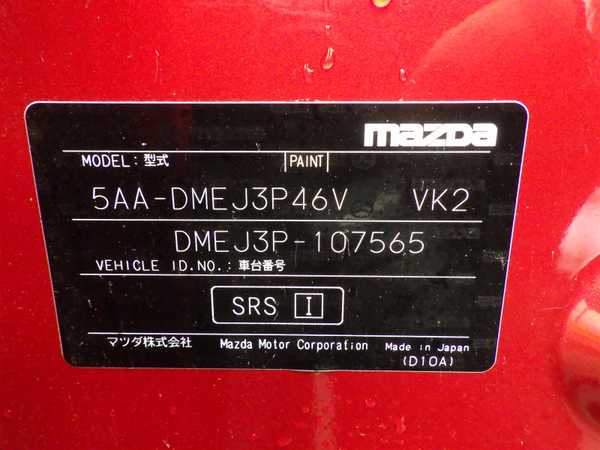 mazda
MODEL: 型式 PAINT
5AA-DMEJ3P46V VK2
DMEJ3P-107565
VEHICLE ID.NO.: 車台番号
SRS I
マツダ株式会社 Mazda Motor Corporation Made in Japan
(D10A)